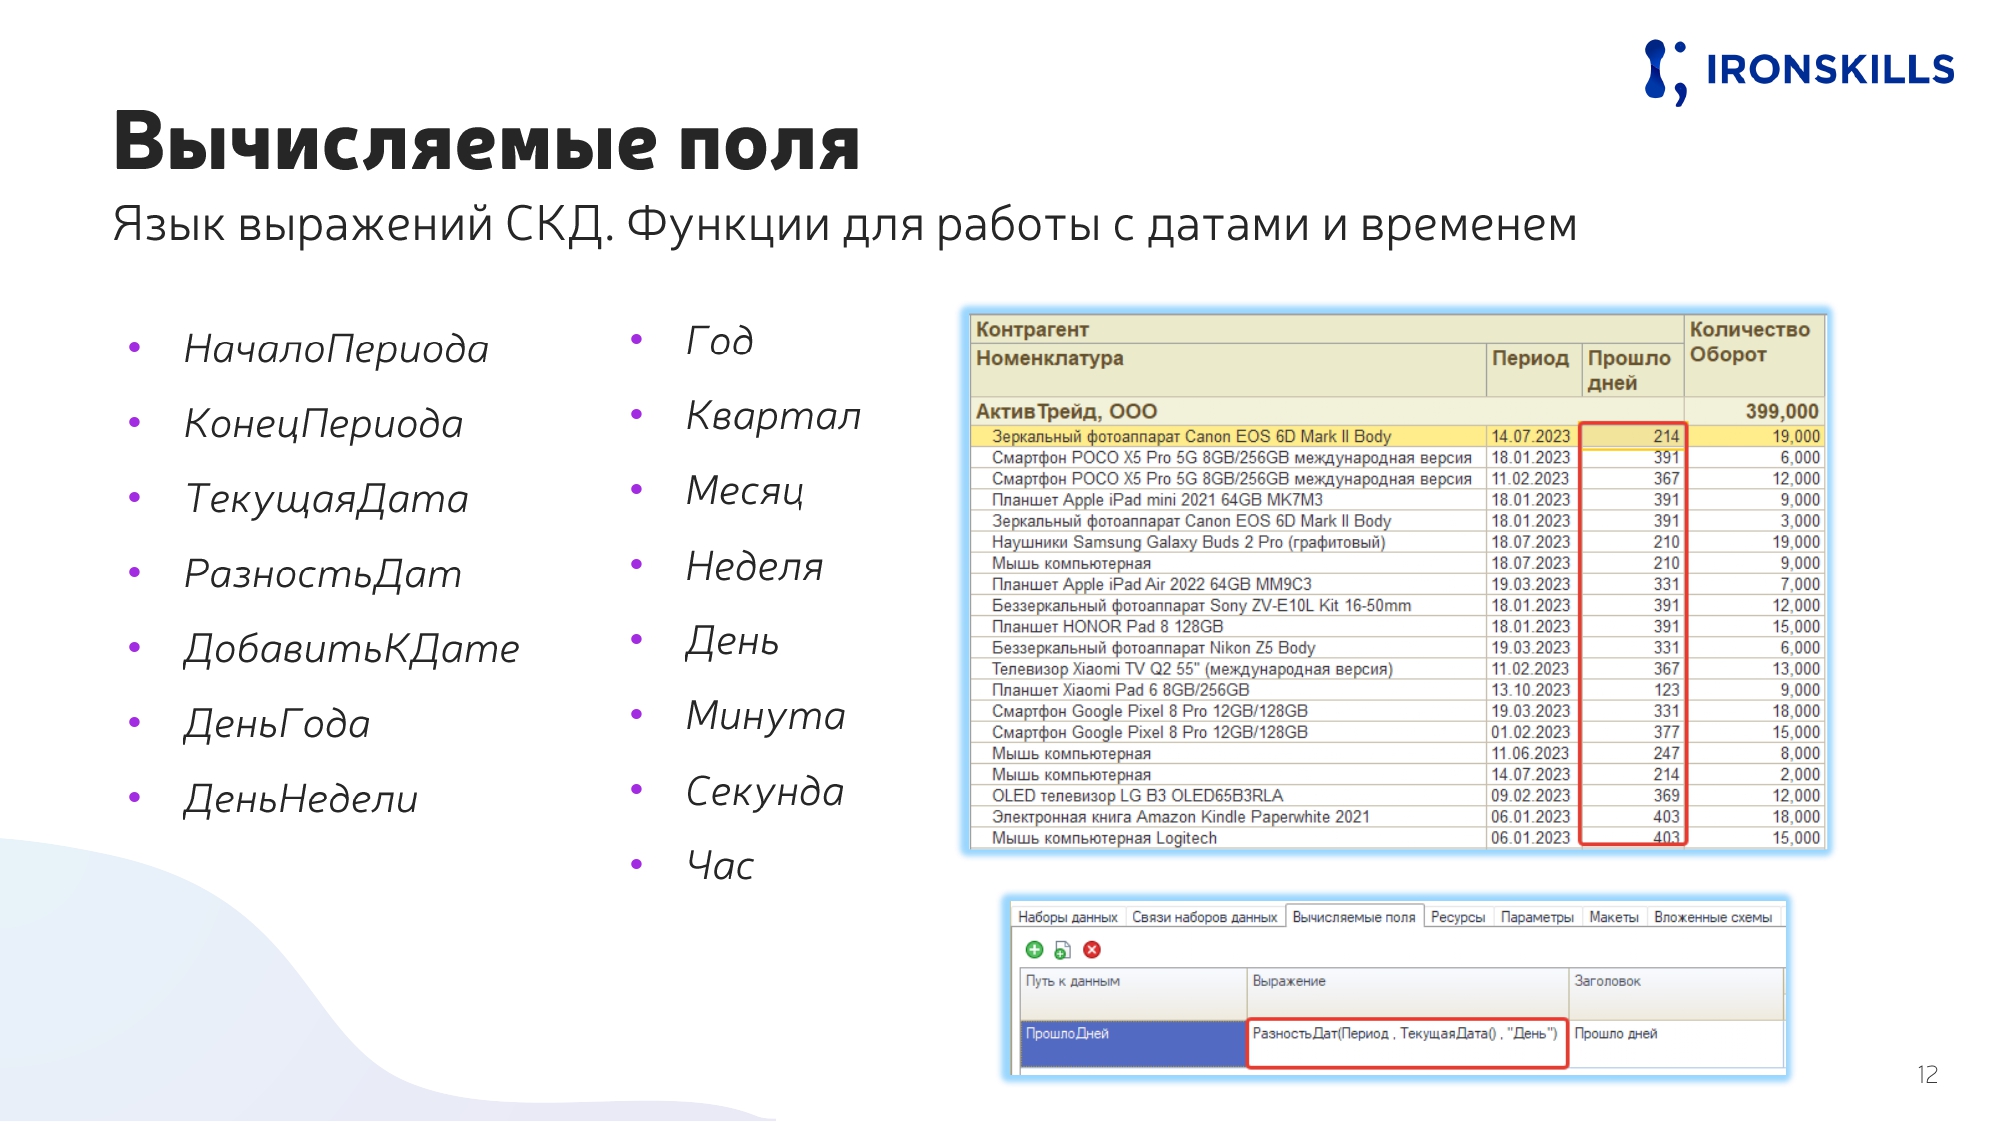 IRONSKILLS
Вычисляемые поля
Язык выражений СКД. Функции для работы с датами и временем
НачалоПериода
КонецПериода
ТекущаяДата
РазностьДат
ДобавитьКДате
ДеньГода
ДеньНедели
Год
Квартал
Месяц
Неделя
День
Минута
Секунда
Час
Контрагент Количество Оборот
Номенклатура Период Прошло дней
АктивТрейд, ООО 399,000
Зеркальный фотоаппарат Canon EOS 6D Mark II Body 14.07.2023 214 19,000
Смартфон POCO X5 Pro 5G 8GB/256GB международная версия 18.01.2023 391 6,000
Смартфон POCO X5 Pro 5G 8GB/256GB международная версия 11.02.2023 367 12,000
Планшет Apple iPad mini 2021 64GB MK7M3 18.01.2023 391 9,000
Зеркальный фотоаппарат Canon EOS 6D Mark II Body 18.01.2023 391 3,000
Наушники Samsung Galaxy Buds 2 Pro (графитовый) 18.07.2023 210 19,000
Мышь компьютерная 18.07.2023 210 9,000
Планшет Apple iPad Air 2022 64GB MM9C3 19.03.2023 331 7,000
Беззеркальный фотоаппарат Sony ZV-E10L Kit 16-50mm 18.01.2023 391 12,000
Планшет HONOR Pad 8 128GB 18.01.2023 391 15,000
Беззеркальный фотоаппарат Nikon Z5 Body 19.03.2023 331 6,000
Телевизор Xiaomi TV Q2 55" (международная версия) 11.02.2023 367 13,000
Планшет Xiaomi Pad 6 8GB/256GB 13.10.2023 123 9,000
Смартфон Google Pixel 8 Pro 12GB/128GB 19.03.2023 331 18,000
Смартфон Google Pixel 8 Pro 12GB/128GB 01.02.2023 377 15,000
Мышь компьютерная 11.06.2023 247 8,000
Мышь компьютерная 14.07.2023 214 2,000
OLED телевизор LG B3 OLED65B3RLA 09.02.2023 369 12,000
Электронная книга Amazon Kindle Paperwhite 2021 06.01.2023 403 18,000
Мышь компьютерная Logitech 06.01.2023 403 15,000
Наборы данных Связи наборов данных Вычисляемые поля Ресурсы Параметры Макеты Вложенные схемы
Путь к данным Выражение Заголовок
ПрошлоДней РазностьДат(Период , ТекущаяДата() , "День") Прошло дней
12